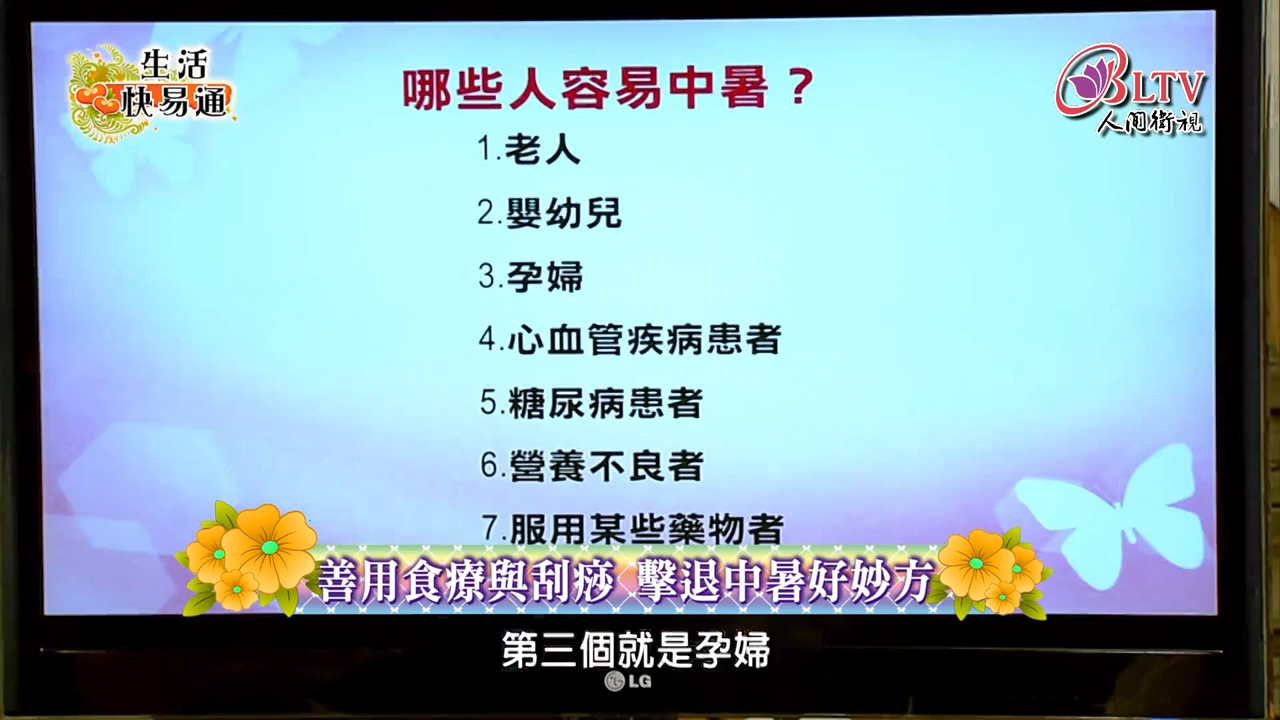 生活
快易通
BLTV
人间衛視
哪些人容易中暑？
1.老人
2.嬰幼兒
3.孕婦
4.心血管疾病患者
5.糖尿病患者
6.營養不良者
7.服用某些藥物者
善用食療與刮痧 擊退中暑好妙方
第三個就是孕婦
LG